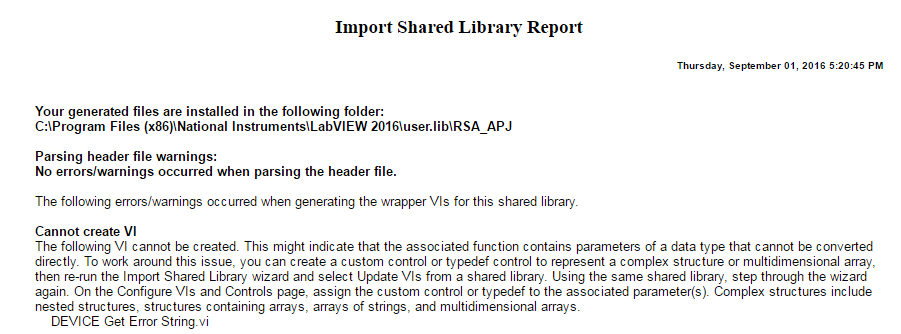 Import Shared Library Report
Thursday, September 01, 2016 5:20:45 PM
Your generated files are installed in the following folder:
C:\Program Files (x86)\National Instruments\LabVIEW 2016\user.lib\RSA_APJ
Parsing header file warnings:
No errors/warnings occurred when parsing the header file.
The following errors/warnings occurred when generating the wrapper VIs for this shared library.
Cannot create VI
The following VI cannot be created. This might indicate that the associated function contains parameters of a data type that cannot be converted
directly. To work around this issue, you can create a custom control or typedef control to represent a complex structure or multidimensional array,
then re-run the Import Shared Library wizard and select Update VIs from a shared library. Using the same shared library, step through the wizard
again. On the Configure VIs and Controls page, assign the custom control or typedef to the associated parameter(s). Complex structures include
nested structures, structures containing arrays, arrays of strings, and multidimensional arrays.
DEVICE Get Error String.vi